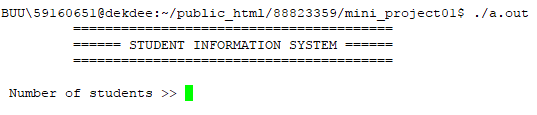 BUU\59160651@dekdee:~/public_html/88823359/mini_project01$ ./a.out
========================================
====== STUDENT INFORMATION SYSTEM ======
========================================
Number of students >>